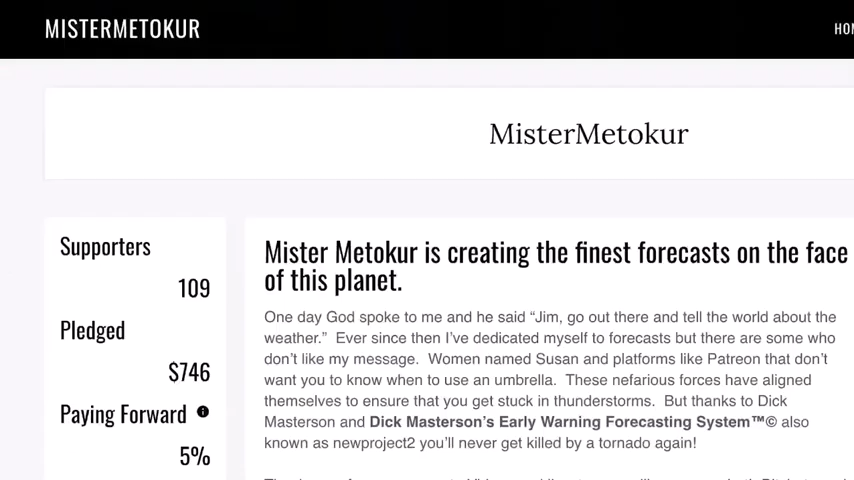 MISTERMETOKUR
MisterMetokur
Supporters
109
Pledged
$746
Paying Forward
5%
Mister Metokur is creating the finest forecasts on the face
of this planet.
One day God spoke to me and he said “Jim, go out there and tell the world about the
weather.”  Ever since then I’ve dedicated myself to forecasts but there are some who
don’t like my message.  Women named Susan and platforms like Patreon that don’t
want you to know when to use an umbrella.  These nefarious forces have aligned
themselves to ensure that you get stuck in thunderstorms.  But thanks to Dick
Masterson and Dick Masterson’s Early Warning Forecasting System™© also
known as newproject2 you’ll never get killed by a tornado again!